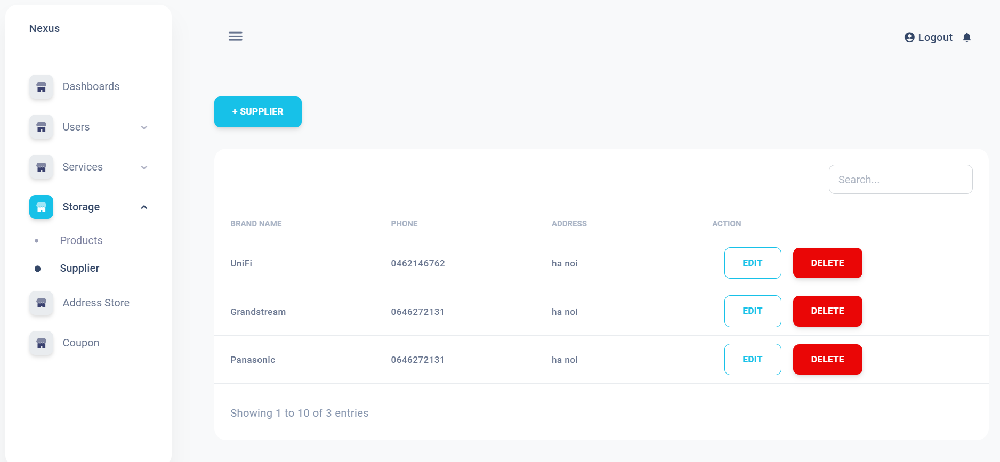 Nexus
Logout
Dashboards
Users
Services
Storage
Products
Supplier
Address Store
Coupon
+ SUPPLIER
Search...
BRAND NAME PHONE ADDRESS ACTION
UniFi 0462146762 ha noi EDIT DELETE
Grandstream 0646272131 ha noi EDIT DELETE
Panasonic 0646272131 ha noi EDIT DELETE
Showing 1 to 10 of 3 entries